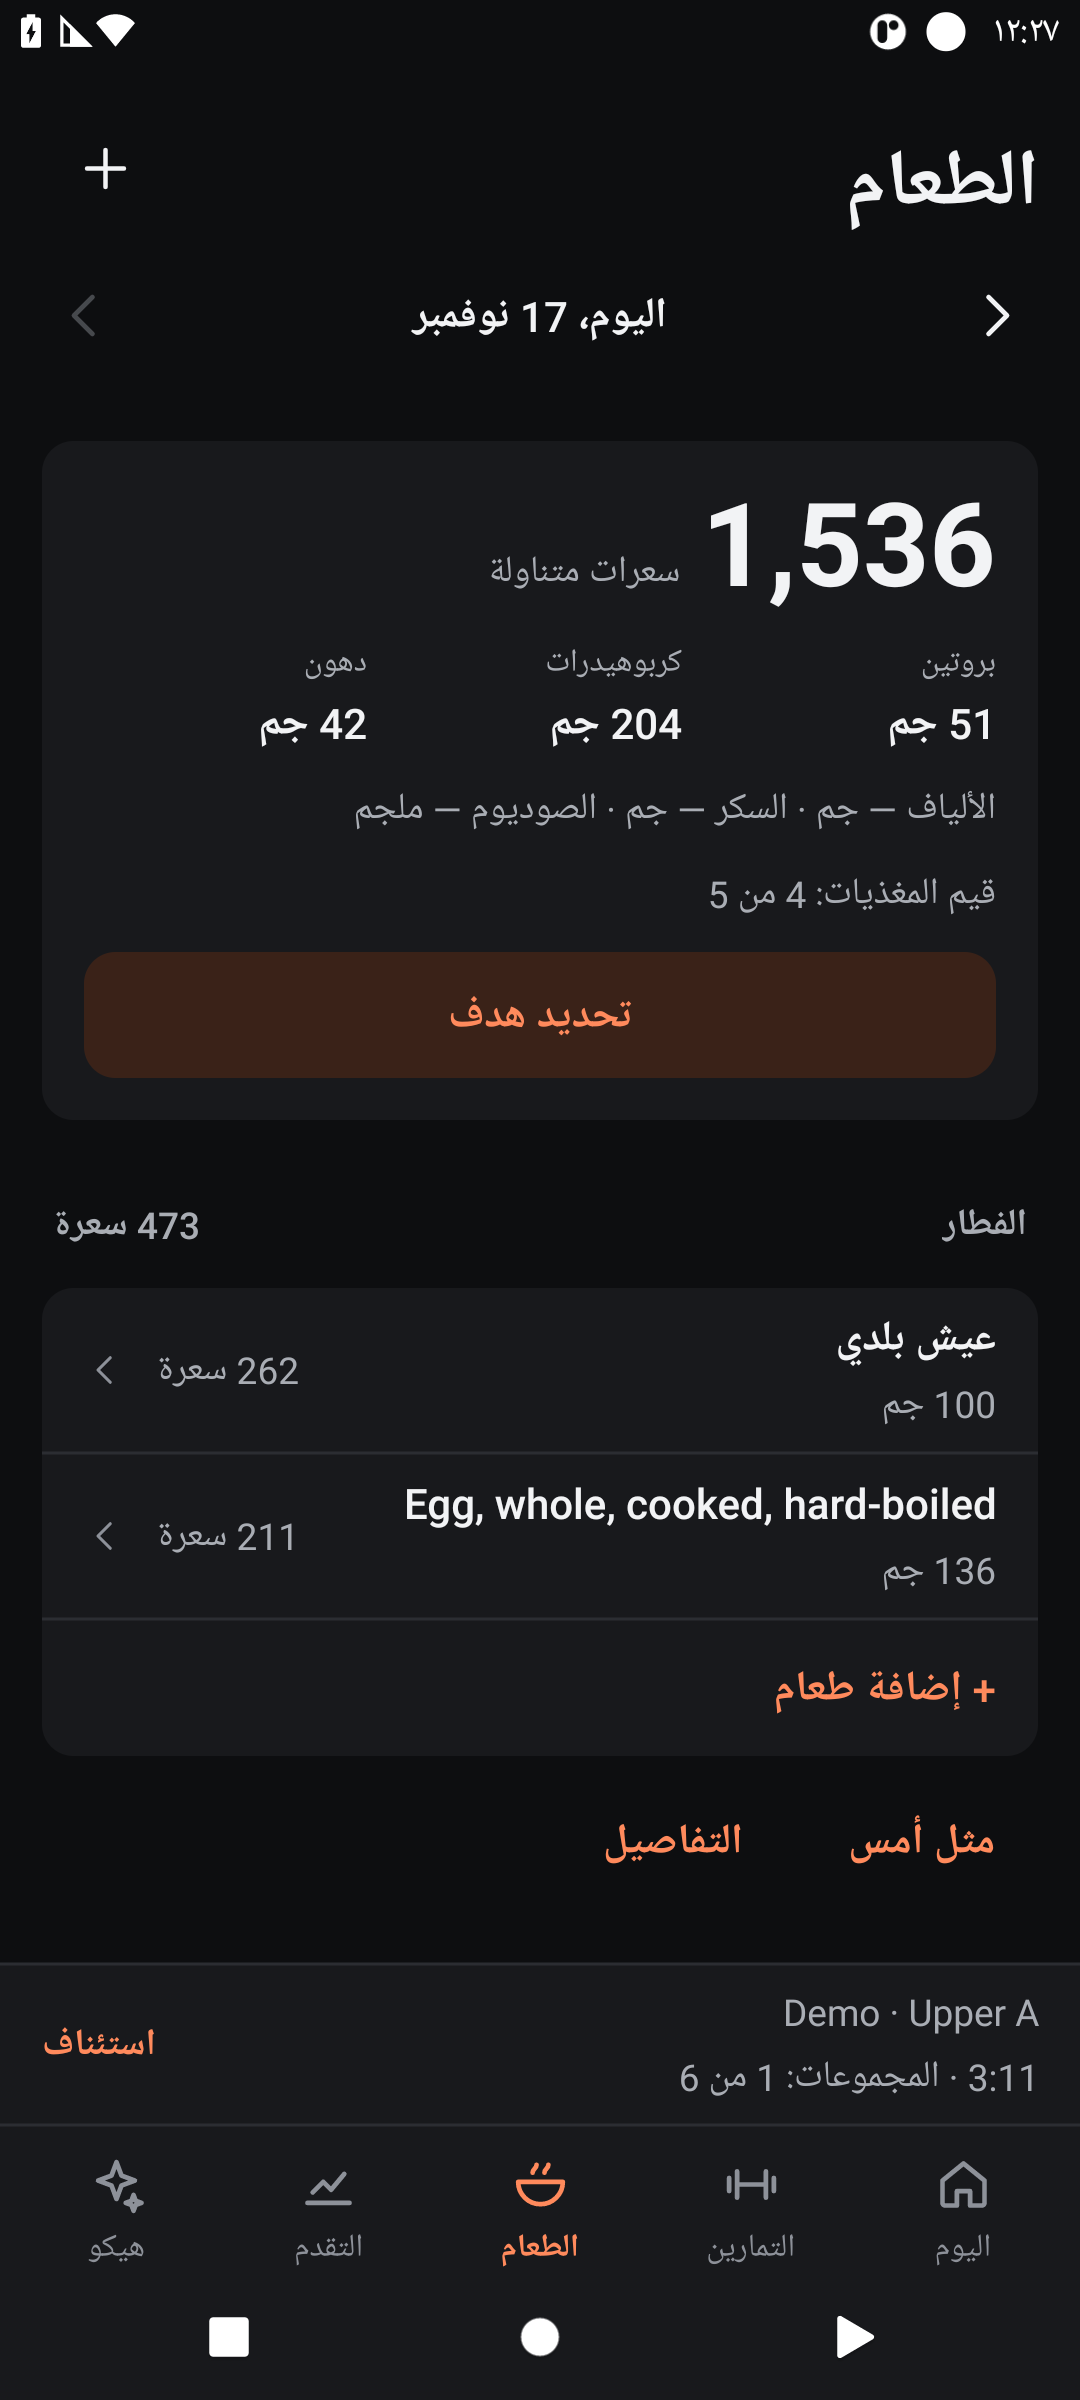 ١٢:٢٧
الطعام
اليوم، 17 نوفمبر
1,536 سعرات متناولة
بروتين كربوهيدرات دهون
51 جم 204 جم 42 جم
الألياف — جم · السكر — جم · الصوديوم — ملجم
قيم المغذيات: 4 من 5
تحديد هدف
الفطار 473 سعرة
عيش بلدي
262 سعرة
100 جم
Egg, whole, cooked, hard-boiled
211 سعرة
136 جم
+ إضافة طعام
مثل أمس التفاصيل
Demo · Upper A
استئناف
3:11 · المجموعات: 1 من 6
اليوم التمارين الطعام التقدم هيكو